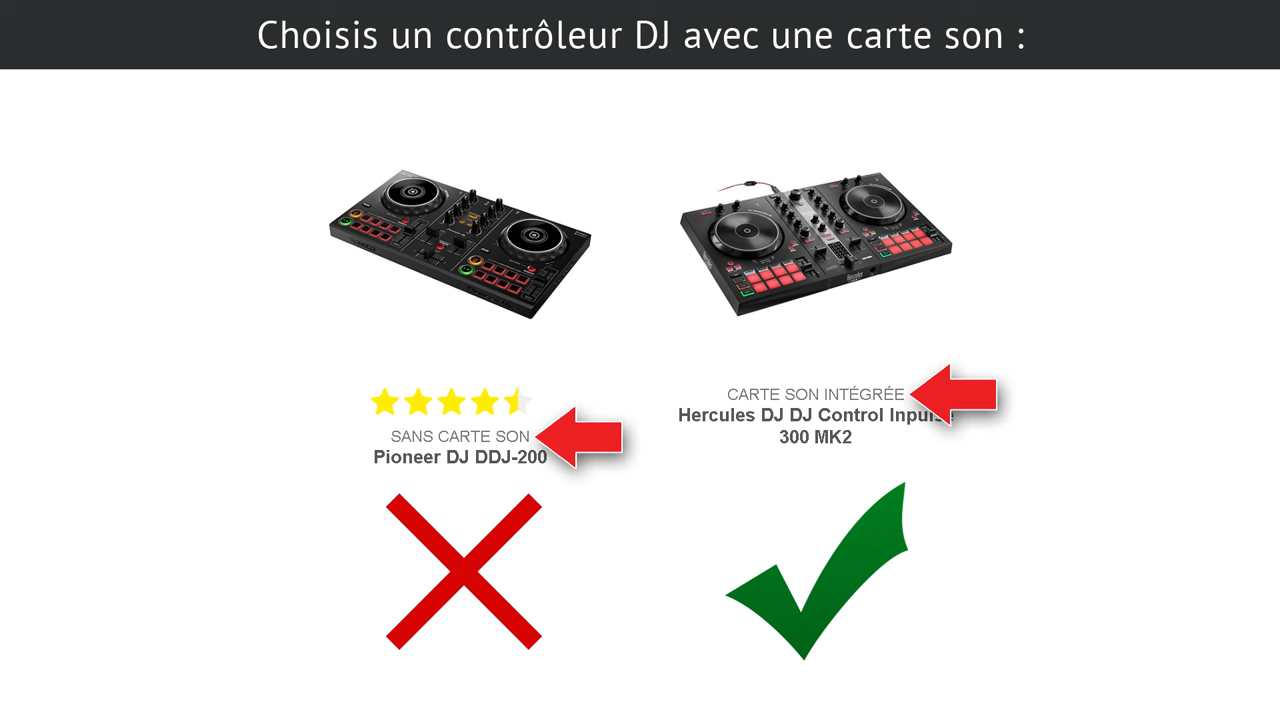 Choisis un contrôleur DJ avec une carte son :
SANS CARTE SON
Pioneer DJ DDJ-200
CARTE SON INTÉGRÉE
Hercules DJ DJ Control Inpulse
300 MK2